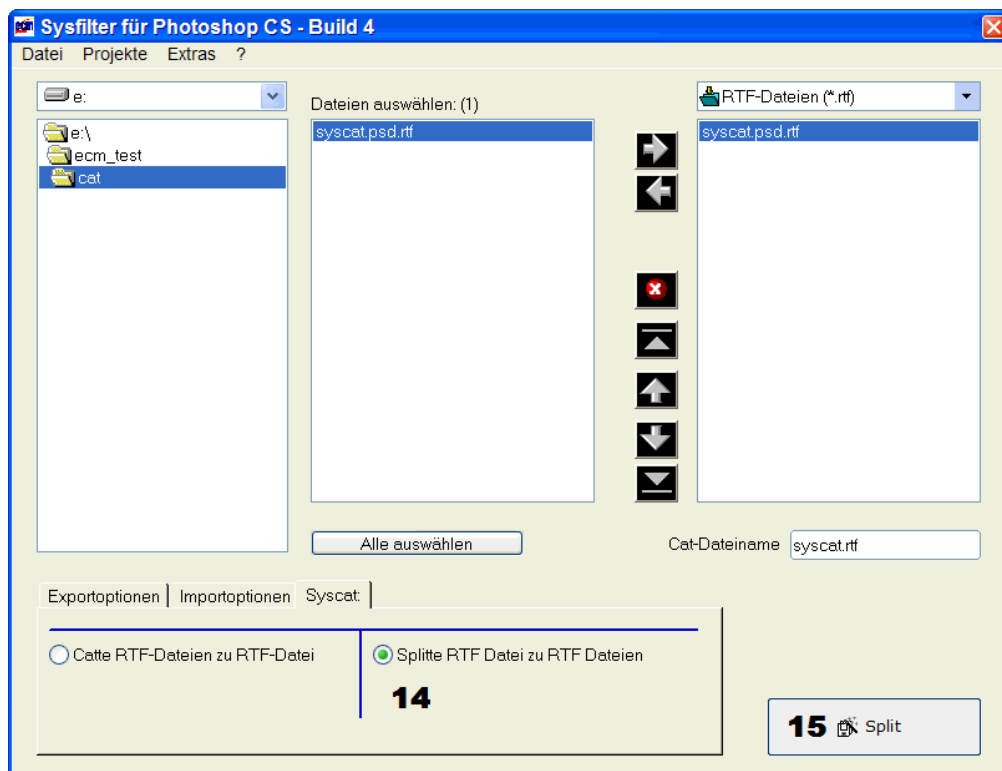 Sysfilter für Photoshop CS - Build 4
Datei Projekte Extras ?
e:
Dateien auswählen: (1)
RTF-Dateien (*.rtf)
e:\
ecm_test
cat
syscat.psd.rtf
syscat.psd.rtf
Alle auswählen
Cat-Dateiname
syscat.rtf
Exportoptionen Importoptionen Syscat:
Catte RTF-Dateien zu RTF-Datei
Splitte RTF Datei zu RTF Dateien
14
15 Split